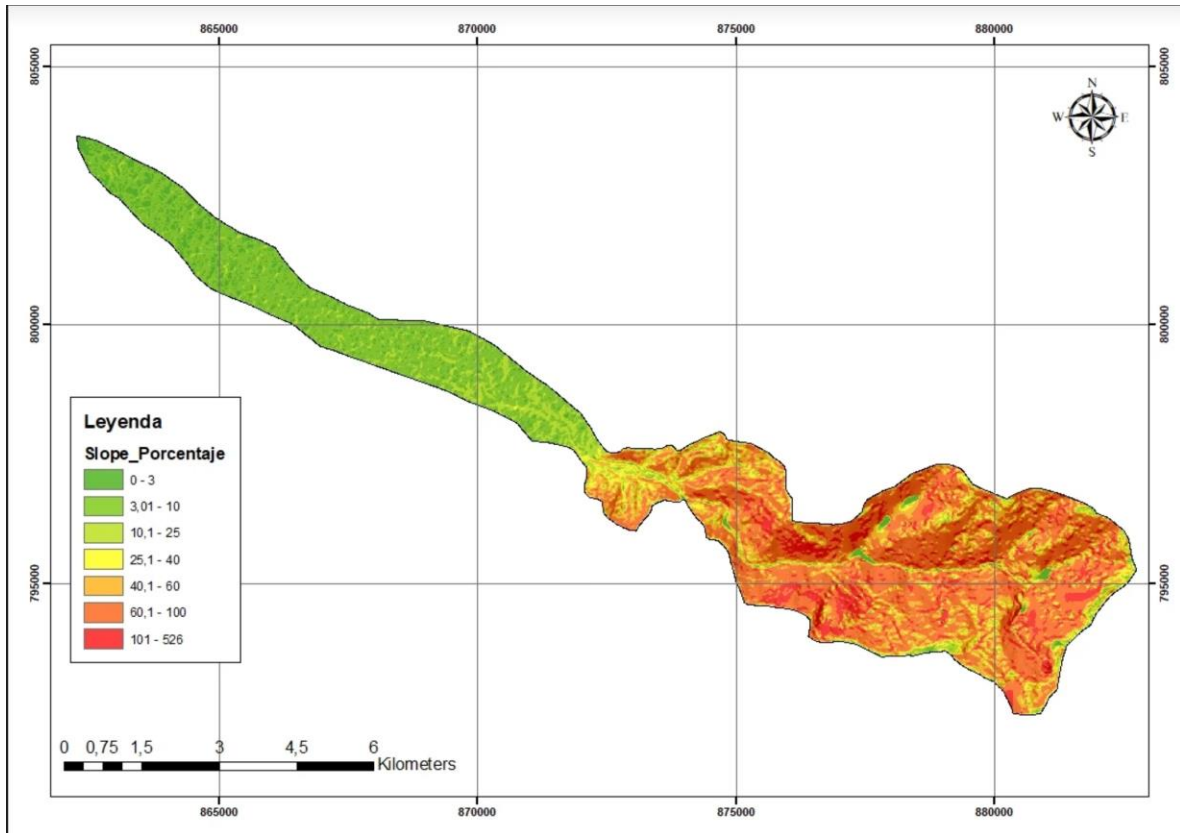 865000 870000 875000 880000
805000 805000
N
W E
S
800000 800000
Leyenda
Slope_Porcentaje
0 - 3
3,01 - 10
10,1 - 25
25,1 - 40
40,1 - 60
60,1 - 100
101 - 526
795000 795000
0 0,75 1,5 3 4,5 6
Kilometers
865000 870000 875000 880000